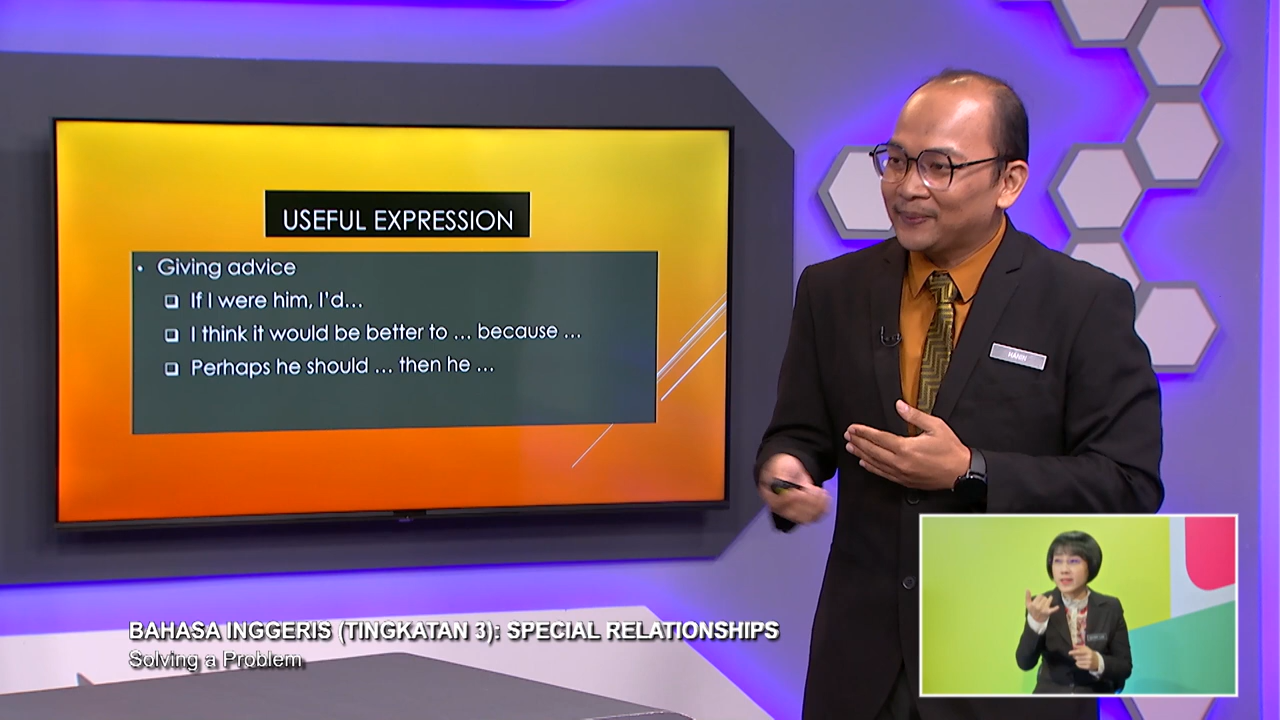 USEFUL EXPRESSION
• Giving advice
❑ If I were him, I'd...
❑ I think it would be better to ... because ...
❑ Perhaps he should ... then he ...
HANIN
BAHASA INGGERIS (TINGKATAN 3): SPECIAL RELATIONSHIPS
Solving a Problem